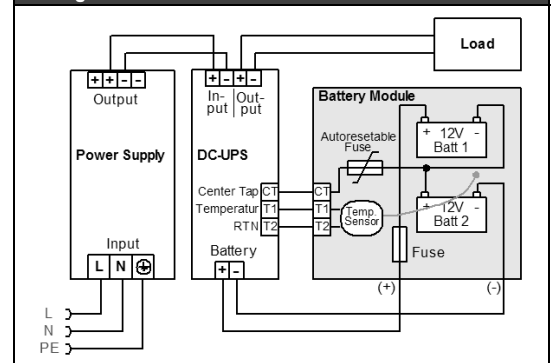 Load
+ + - -
Output
+ - + -
In-put
Out-put
Battery Module
Power Supply
DC-UPS
Autoresetable
Fuse
+ 12V -
Batt 1
Center Tap CT
CT
Temperatur T1
T1
RTN T2
T2
Temp.
Sensor
+ 12V -
Batt 2
Fuse
Input
L N
Battery
+ -
(+)
(-)
L
N
PE